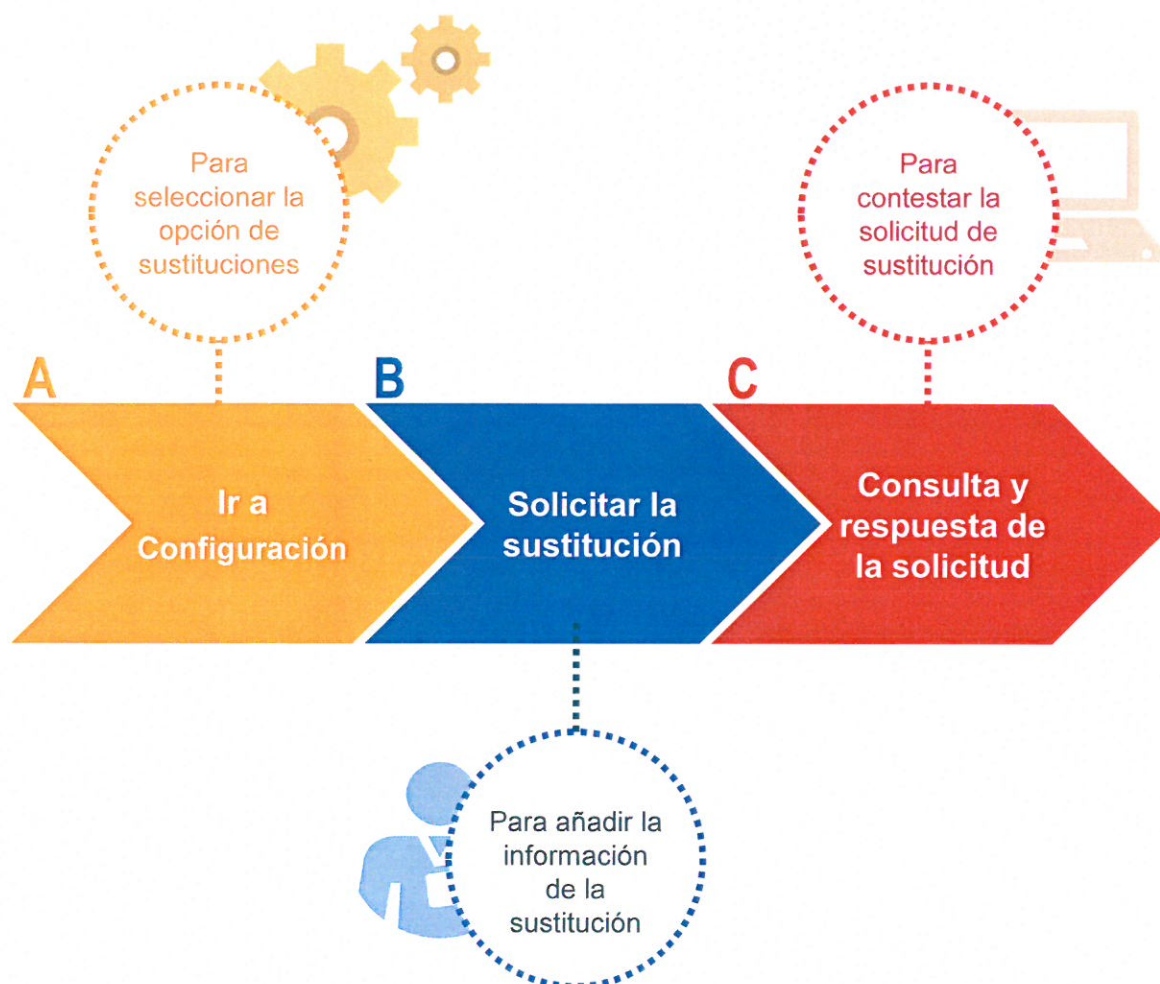 Para
seleccionar la
opción de
sustituciones
Para
contestar la
solicitud de
sustitución
A
B
C
Ir a
Configuración
Solicitar la
sustitución
Consulta y
respuesta de
la solicitud
Para añadir la
información
de la
sustitución